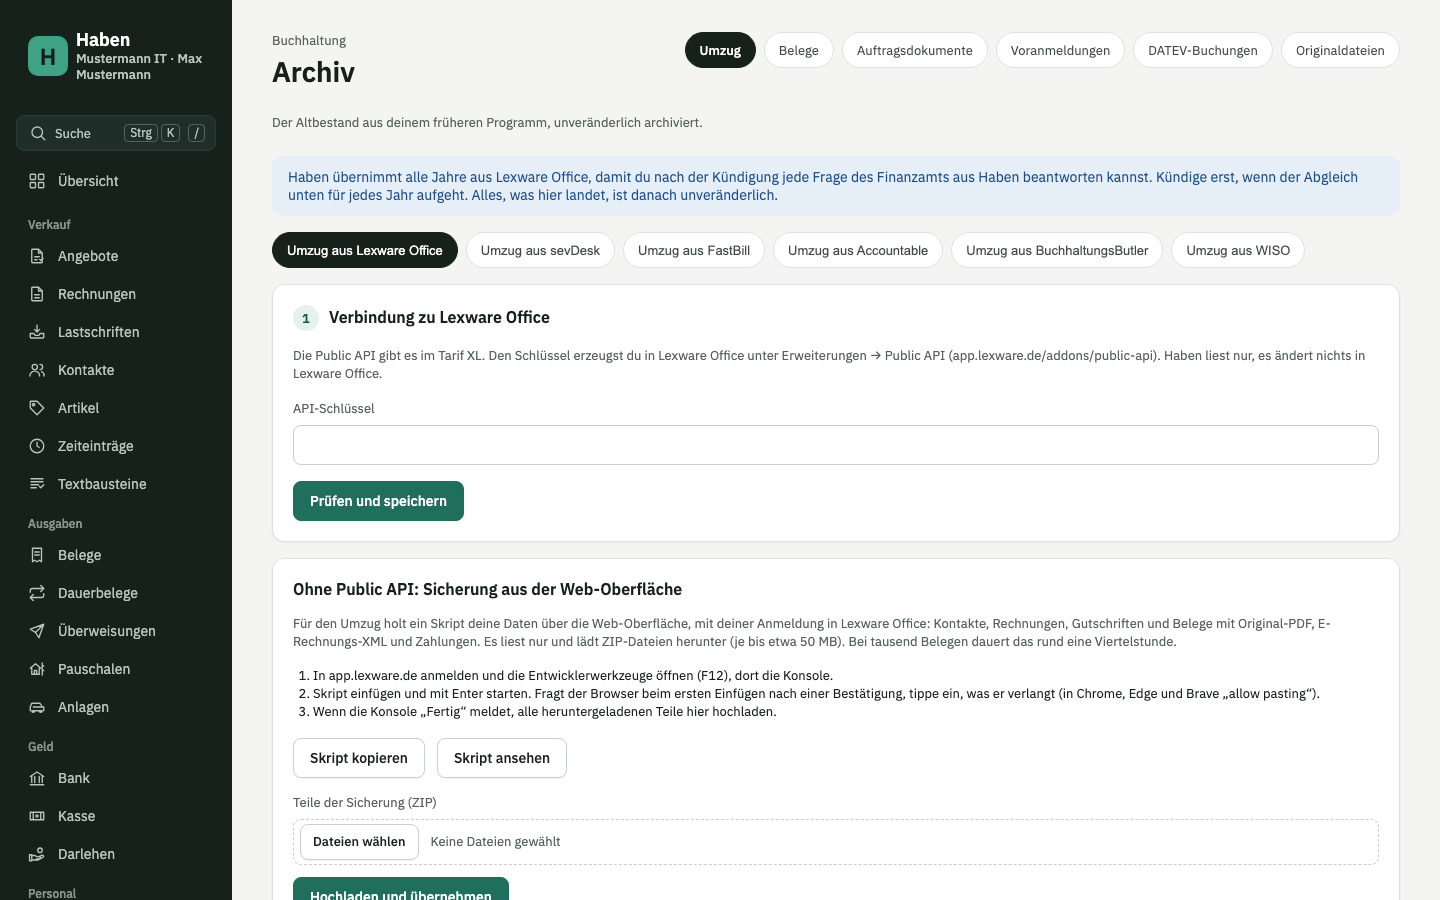 H
Haben
Mustermann IT · Max
Mustermann
Suche Strg K /
Übersicht
Verkauf
Angebote
Rechnungen
Lastschriften
Kontakte
Artikel
Zeiteinträge
Textbausteine
Ausgaben
Belege
Dauerbelege
Überweisungen
Pauschalen
Anlagen
Geld
Bank
Kasse
Darlehen
Personal
Buchhaltung
Archiv
Umzug Belege Auftragsdokumente Voranmeldungen DATEV-Buchungen Originaldateien
Der Altbestand aus deinem früheren Programm, unveränderlich archiviert.
Haben übernimmt alle Jahre aus Lexware Office, damit du nach der Kündigung jede Frage des Finanzamts aus Haben beantworten kannst. Kündige erst, wenn der Abgleich
unten für jedes Jahr aufgeht. Alles, was hier landet, ist danach unveränderlich.
Umzug aus Lexware Office Umzug aus sevDesk Umzug aus FastBill Umzug aus Accountable Umzug aus BuchhaltungsButler Umzug aus WISO
1 Verbindung zu Lexware Office
Die Public API gibt es im Tarif XL. Den Schlüssel erzeugst du in Lexware Office unter Erweiterungen → Public API (app.lexware.de/addons/public-api). Haben liest nur, es ändert nichts in
Lexware Office.
API-Schlüssel
Prüfen und speichern
Ohne Public API: Sicherung aus der Web-Oberfläche
Für den Umzug holt ein Skript deine Daten über die Web-Oberfläche, mit deiner Anmeldung in Lexware Office: Kontakte, Rechnungen, Gutschriften und Belege mit Original-PDF, E-
Rechnungs-XML und Zahlungen. Es liest nur und lädt ZIP-Dateien herunter (je bis etwa 50 MB). Bei tausend Belegen dauert das rund eine Viertelstunde.
1. In app.lexware.de anmelden und die Entwicklerwerkzeuge öffnen (F12), dort die Konsole.
2. Skript einfügen und mit Enter starten. Fragt der Browser beim ersten Einfügen nach einer Bestätigung, tippe ein, was er verlangt (in Chrome, Edge und Brave „allow pasting“).
3. Wenn die Konsole „Fertig“ meldet, alle heruntergeladenen Teile hier hochladen.
Skript kopieren Skript ansehen
Teile der Sicherung (ZIP)
Dateien wählen Keine Dateien gewählt
Hochladen und übernehmen